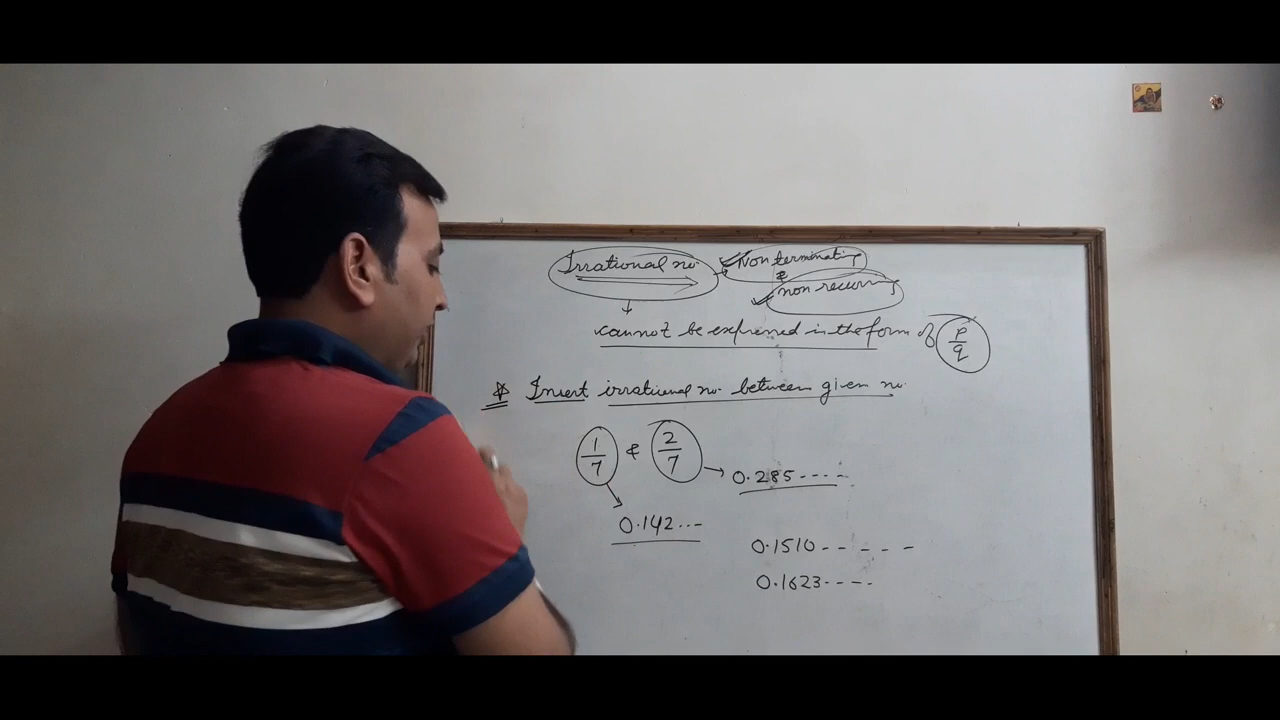 Irrational no. → Non terminating
&
non recurring
cannot be expressed in the form of p/q
☆ Insert irrational no. between given no.
1/7 & 2/7 → 0.285-----
0.142...
0.1510-----
0.1623----